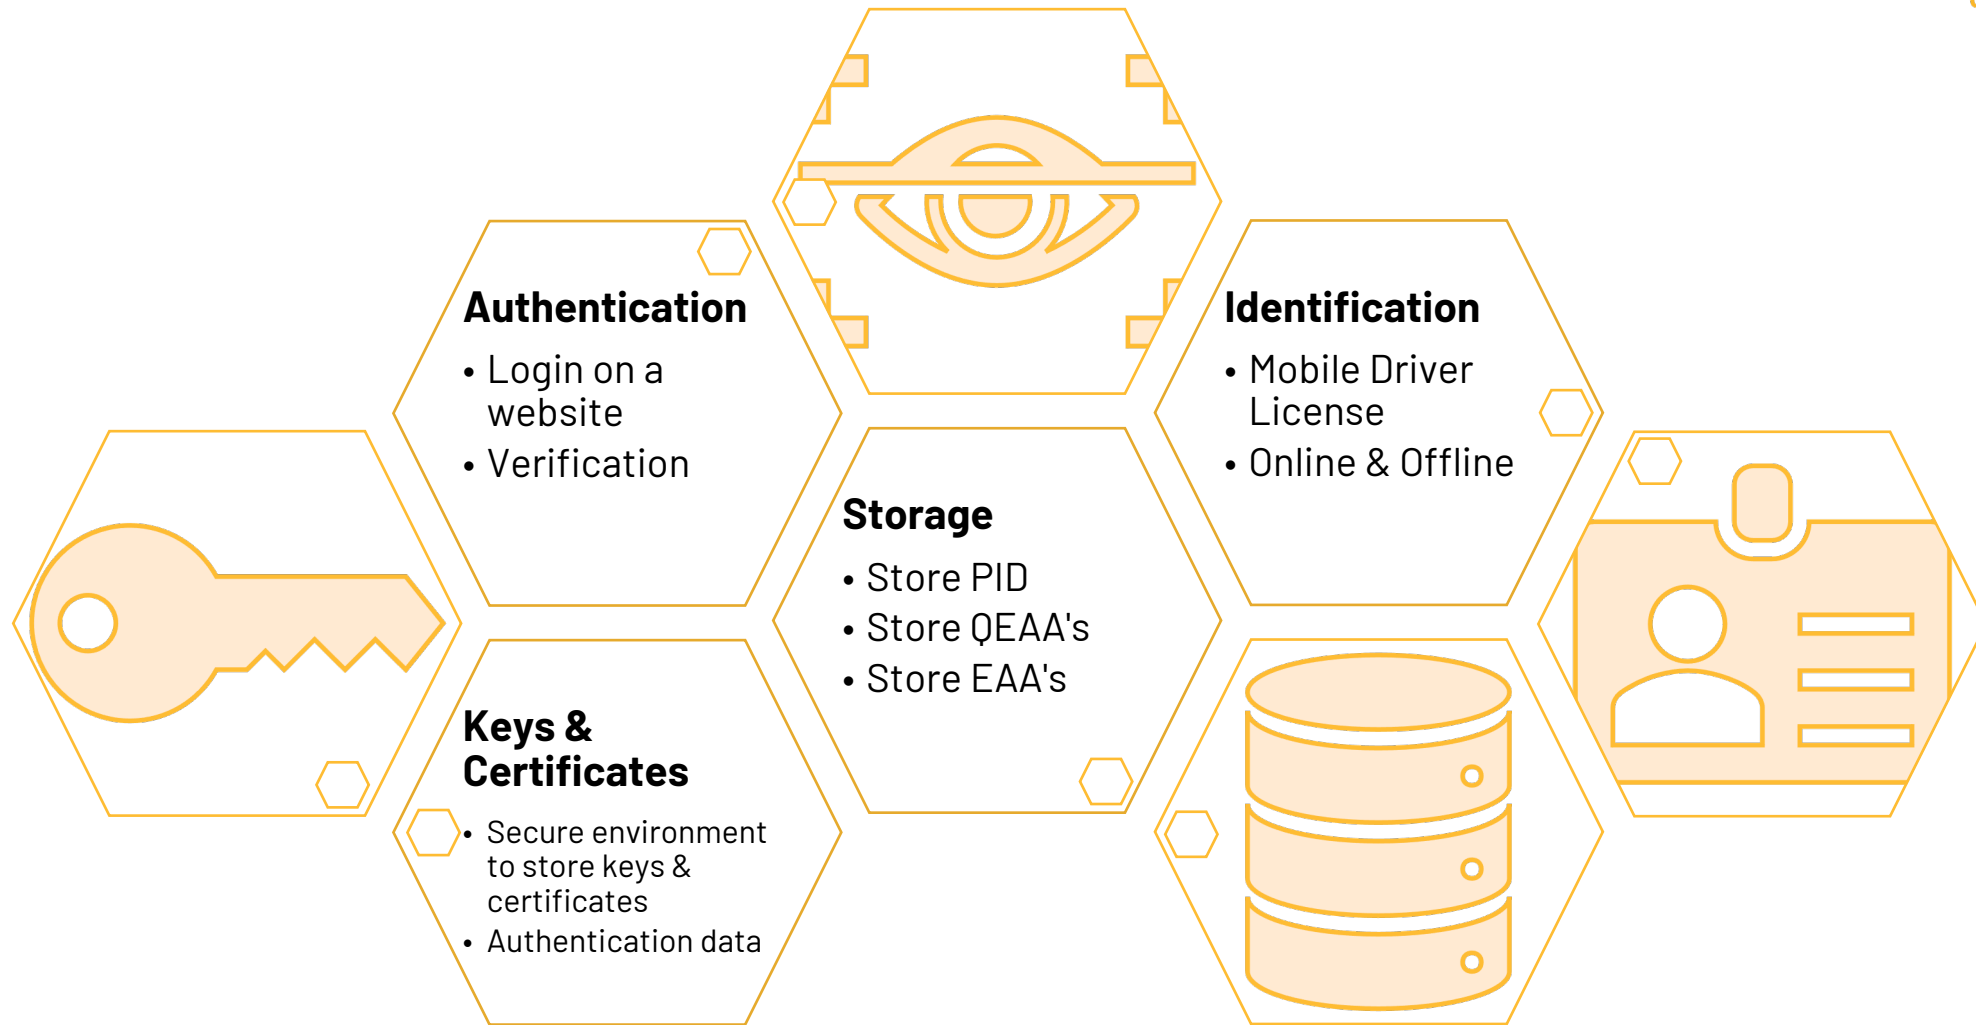 Authentication
• Login on a
website
• Verification
Identification
• Mobile Driver
License
• Online & Offline
Storage
• Store PID
• Store QEAA's
• Store EAA's
Keys &
Certificates
• Secure environment
to store keys &
certificates
• Authentication data